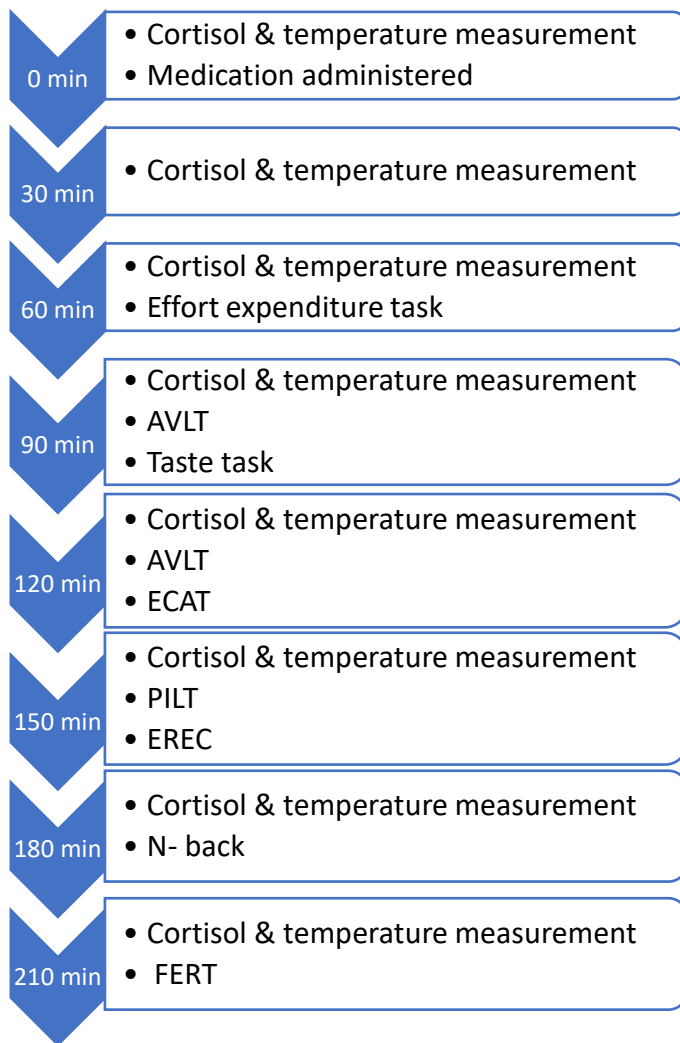 0 min
• Cortisol & temperature measurement
• Medication administered
30 min
• Cortisol & temperature measurement
60 min
• Cortisol & temperature measurement
• Effort expenditure task
90 min
• Cortisol & temperature measurement
• AVLT
• Taste task
120 min
• Cortisol & temperature measurement
• AVLT
• ECAT
150 min
• Cortisol & temperature measurement
• PILT
• EREC
180 min
• Cortisol & temperature measurement
• N- back
210 min
• Cortisol & temperature measurement
• FERT